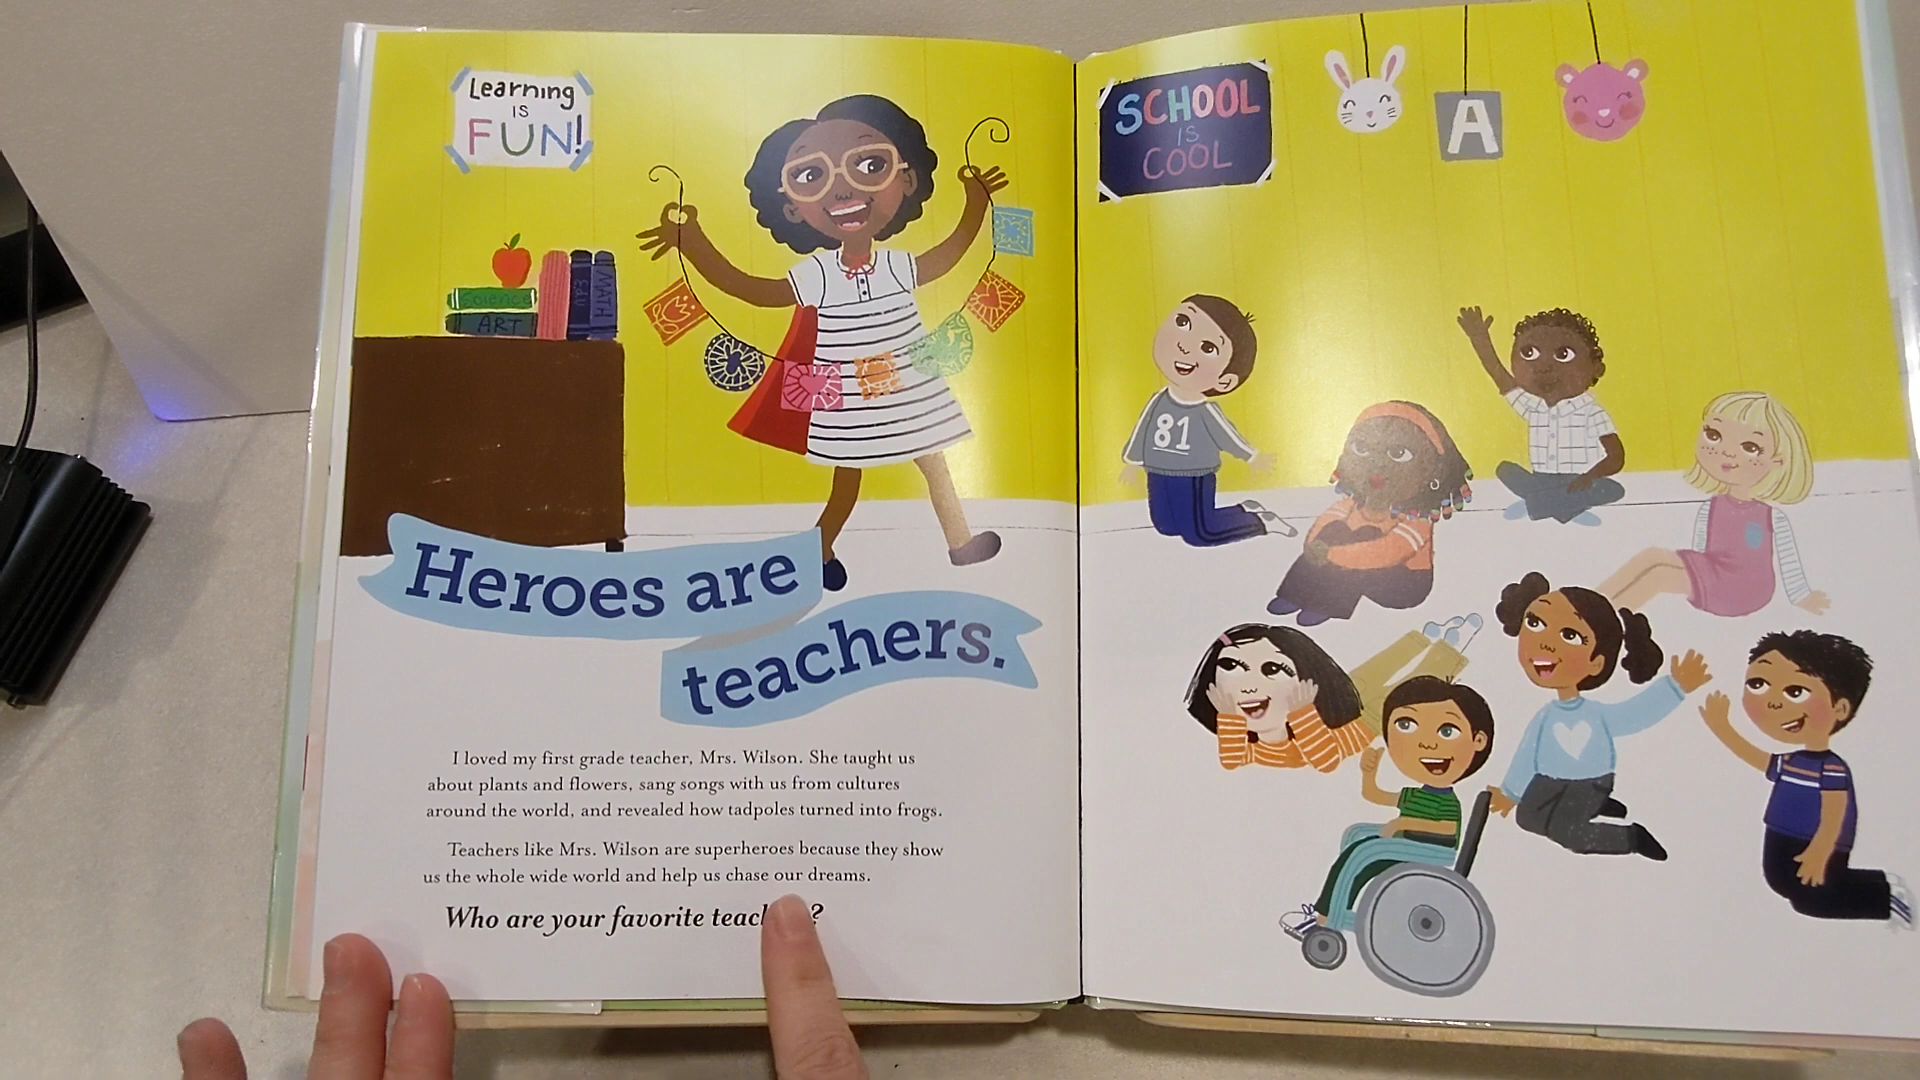 Learning
IS
FUN!
SCHOOL
IS
COOL
A
Science
ART
EDU
MATH
81
Heroes are
teachers.
I loved my first grade teacher, Mrs. Wilson. She taught us
about plants and flowers, sang songs with us from cultures
around the world, and revealed how tadpoles turned into frogs.
Teachers like Mrs. Wilson are superheroes because they show
us the whole wide world and help us chase our dreams.
Who are your favorite ?